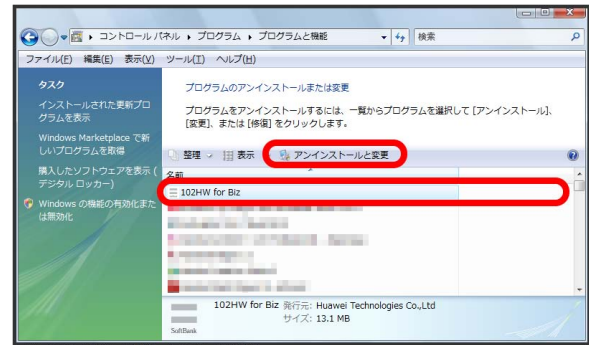 コントロール パネル ▸ プログラム ▸ プログラムと機能
検索
ファイル(F) 編集(E) 表示(V) ツール(T) ヘルプ(H)
タスク
インストールされた更新プロ
グラムを表示
Windows Marketplace で新
しいプログラムを取得
購入したソフトウェアを表示 (
デジタル ロッカー)
Windows の機能の有効化また
は無効化
プログラムのアンインストールまたは変更
プログラムをアンインストールするには、一覧からプログラムを選択して [アンインストール]、
[変更]、または [修復] をクリックします。
整理 表示 アンインストールと変更
名前
102HW for Biz
102HW for Biz 発行元: Huawei Technologies Co.,Ltd
サイズ: 13.1 MB
SoftBank